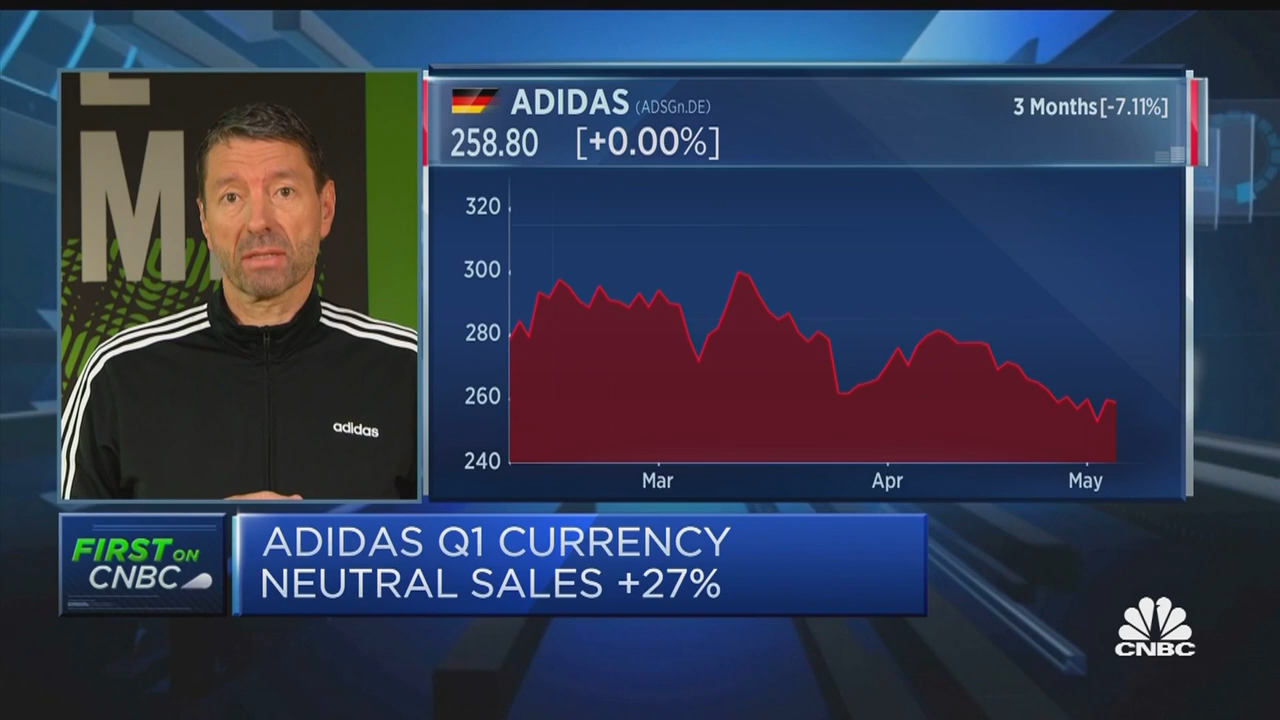 E
M
adidas
ADIDAS (ADSGn.DE)
3 Months[-7.11%]
258.80 [+0.00%]
320
300
280
260
240
Mar Apr May
FIRST ON
CNBC
ADIDAS Q1 CURRENCY
NEUTRAL SALES +27%
CNBC